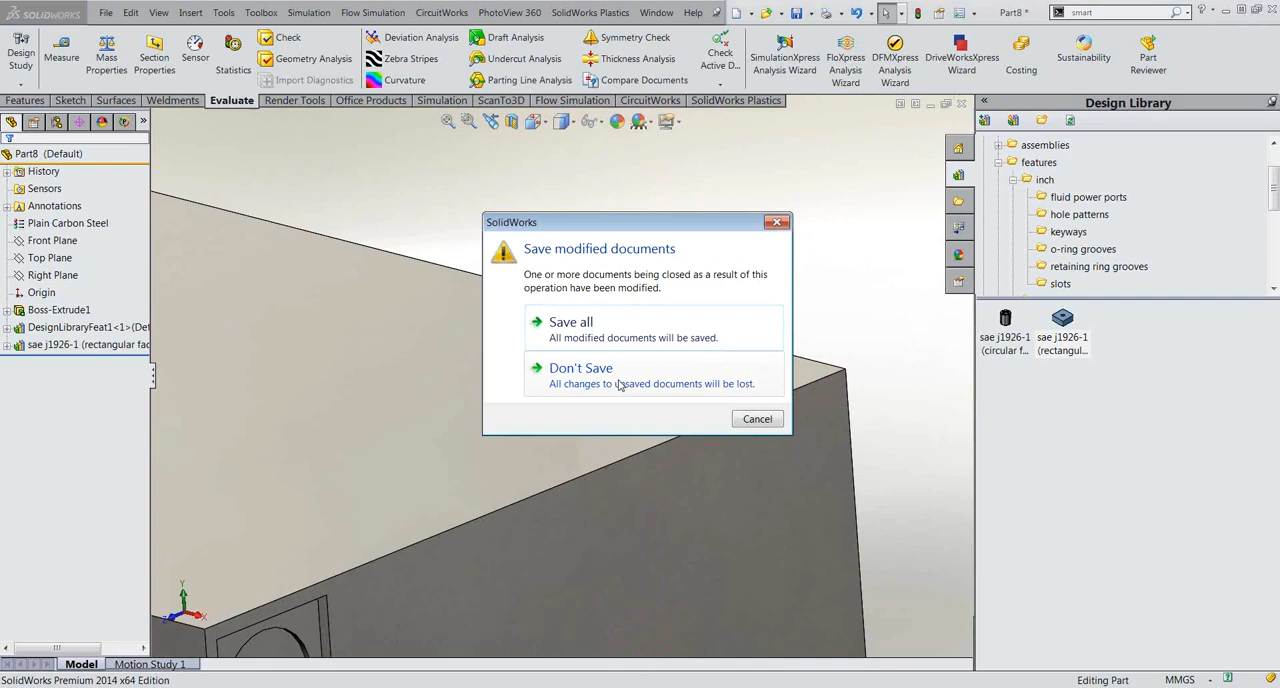 SOLIDWORKS File Edit View Insert Tools Toolbox Simulation Flow Simulation CircuitWorks PhotoView 360 SolidWorks Plastics Window Help Part8 * smart
Design Study
Measure
Mass Properties
Section Properties
Sensor
Statistics
Check
Geometry Analysis
Import Diagnostics
Deviation Analysis
Zebra Stripes
Curvature
Draft Analysis
Undercut Analysis
Parting Line Analysis
Symmetry Check
Thickness Analysis
Compare Documents
Check Active D...
SimulationXpress Analysis Wizard
FloXpress Analysis Wizard
DFMXpress Analysis Wizard
DriveWorksXpress Wizard
Costing
Sustainability
Part Reviewer
Features Sketch Surfaces Weldments Evaluate Render Tools Office Products Simulation ScanTo3D Flow Simulation CircuitWorks SolidWorks Plastics
Part8 (Default)
History
Sensors
Annotations
Plain Carbon Steel
Front Plane
Top Plane
Right Plane
Origin
Boss-Extrude1
DesignLibraryFeat1<1>(Def
sae j1926-1 (rectangular fac
SolidWorks
Save modified documents
One or more documents being closed as a result of this
operation have been modified.
Save all
All modified documents will be saved.
Don't Save
All changes to unsaved documents will be lost.
Cancel
Design Library
assemblies
features
inch
fluid power ports
hole patterns
keyways
o-ring grooves
retaining ring grooves
slots
sae j1926-1 (circular f...
sae j1926-1 (rectangul...
Y
X
Z
Model Motion Study 1
SolidWorks Premium 2014 x64 Edition Editing Part MMGS